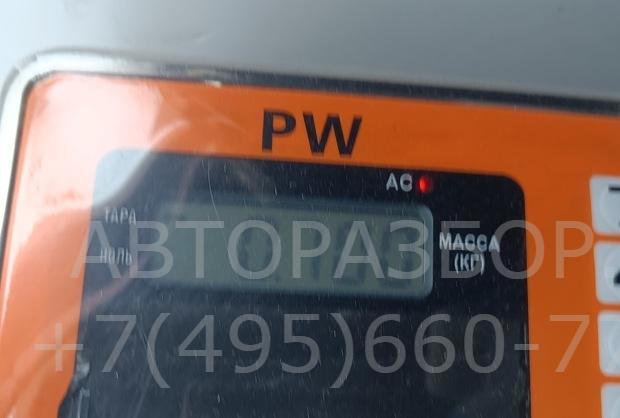 PW
AC
ТАРА
НОЛЬ
МАССА
(КГ)
АВТОРАЗБОР
+7(495)660-7